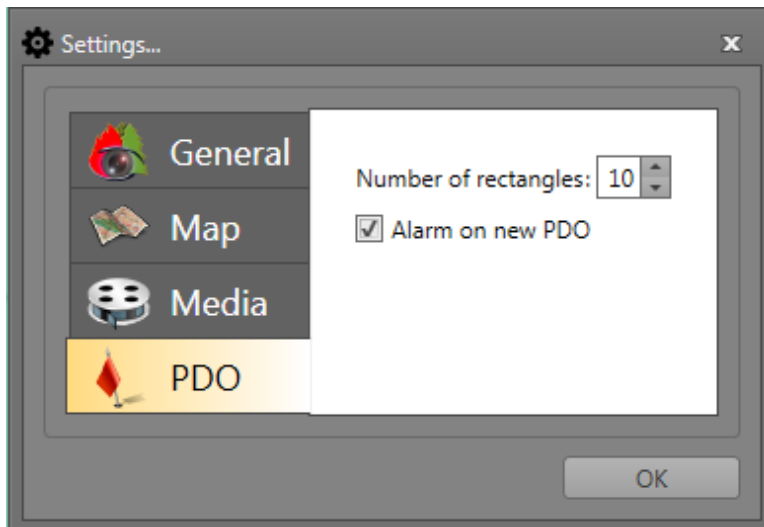 Settings...
General
Map
Media
PDO
Number of rectangles: 10
Alarm on new PDO
OK